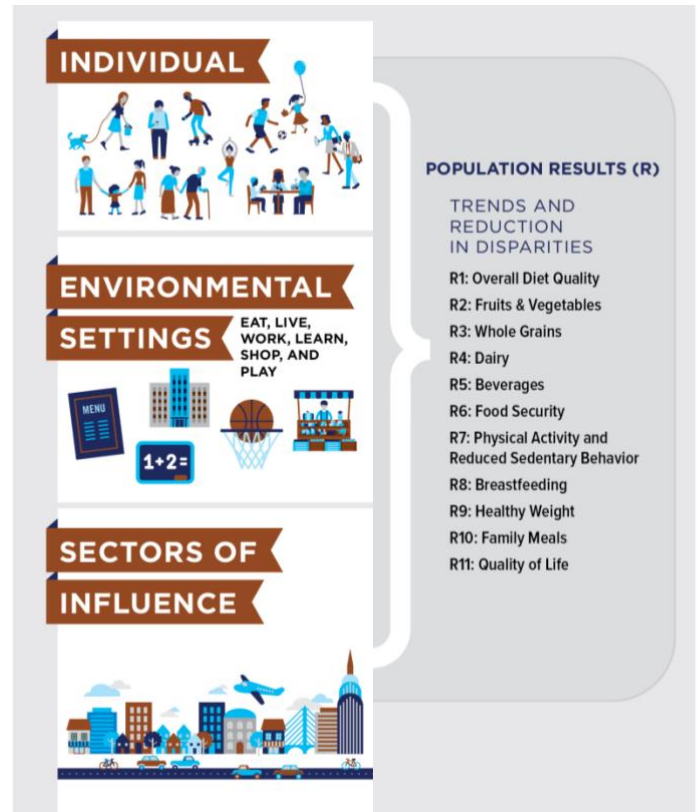 INDIVIDUAL
ENVIRONMENTAL
SETTINGS
EAT, LIVE,
WORK, LEARN,
SHOP, AND
PLAY
MENU
1+2=
SECTORS OF
INFLUENCE
POPULATION RESULTS (R)
TRENDS AND
REDUCTION
IN DISPARITIES
R1: Overall Diet Quality
R2: Fruits & Vegetables
R3: Whole Grains
R4: Dairy
R5: Beverages
R6: Food Security
R7: Physical Activity and
Reduced Sedentary Behavior
R8: Breastfeeding
R9: Healthy Weight
R10: Family Meals
R11: Quality of Life